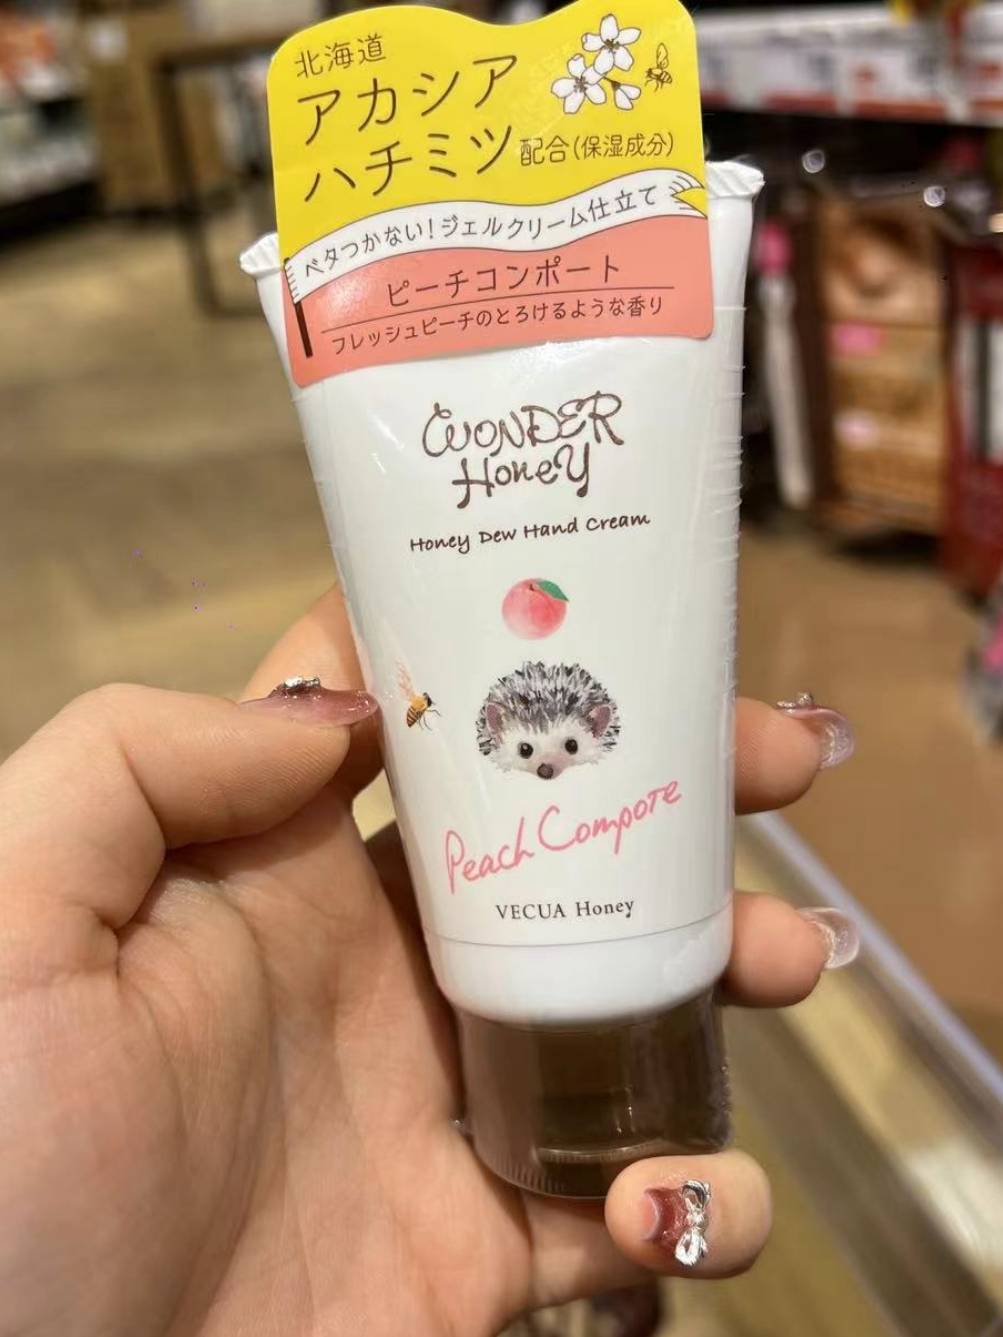 北海道
アカシア
ハチミツ配合(保湿成分)
ベタつかない!ジェルクリーム仕立て
ピーチコンポート
フレッシュピーチのとろけるような香り
WONDER
HoneY
Honey Dew Hand Cream
Peach Compote
VECUA Honey